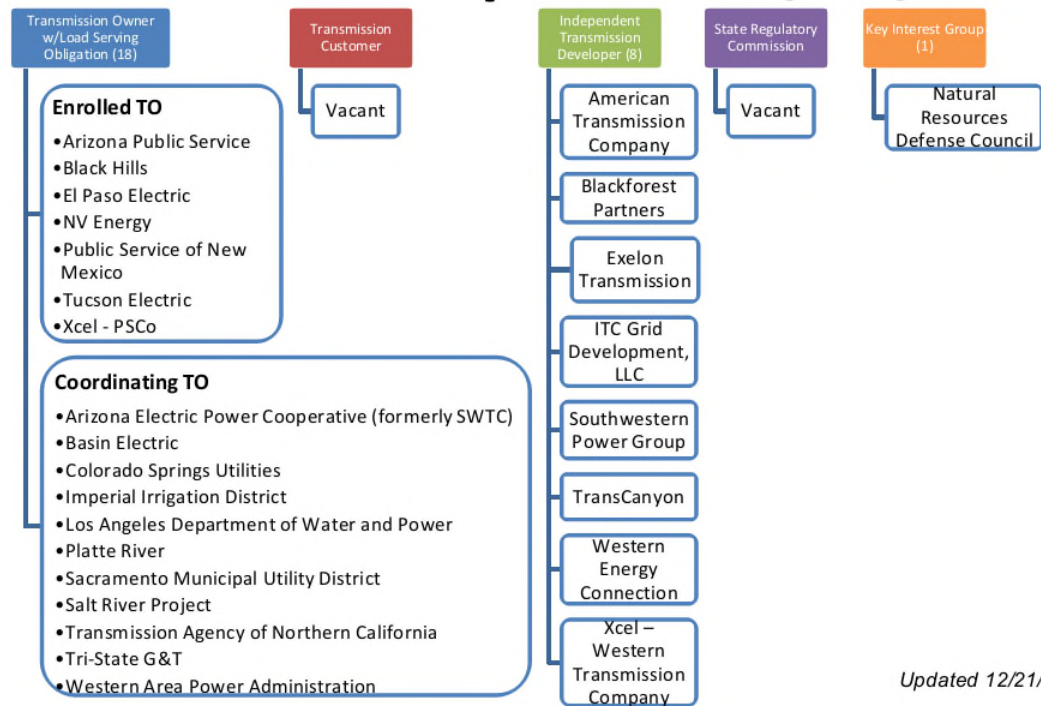 Transmission Owner
w/Load Serving
Obligation (18)
Enrolled TO
•Arizona Public Service
•Black Hills
•El Paso Electric
•NV Energy
•Public Service of New
Mexico
•Tucson Electric
•Xcel - PSCo
Coordinating TO
•Arizona Electric Power Cooperative (formerly SWTC)
•Basin Electric
•Colorado Springs Utilities
•Imperial Irrigation District
•Los Angeles Department of Water and Power
•Platte River
•Sacramento Municipal Utility District
•Salt River Project
•Transmission Agency of Northern California
•Tri-State G&T
•Western Area Power Administration
Transmission
Customer
Vacant
Independent
Transmission
Developer (8)
American
Transmission
Company
Blackforest
Partners
Exelon
Transmission
ITC Grid
Development,
LLC
Southwestern
Power Group
TransCanyon
Western
Energy
Connection
Xcel –
Western
Transmission
Company
State Regulatory
Commission
Vacant
Key Interest Group
(1)
Natural
Resources
Defense Council
Updated 12/21/